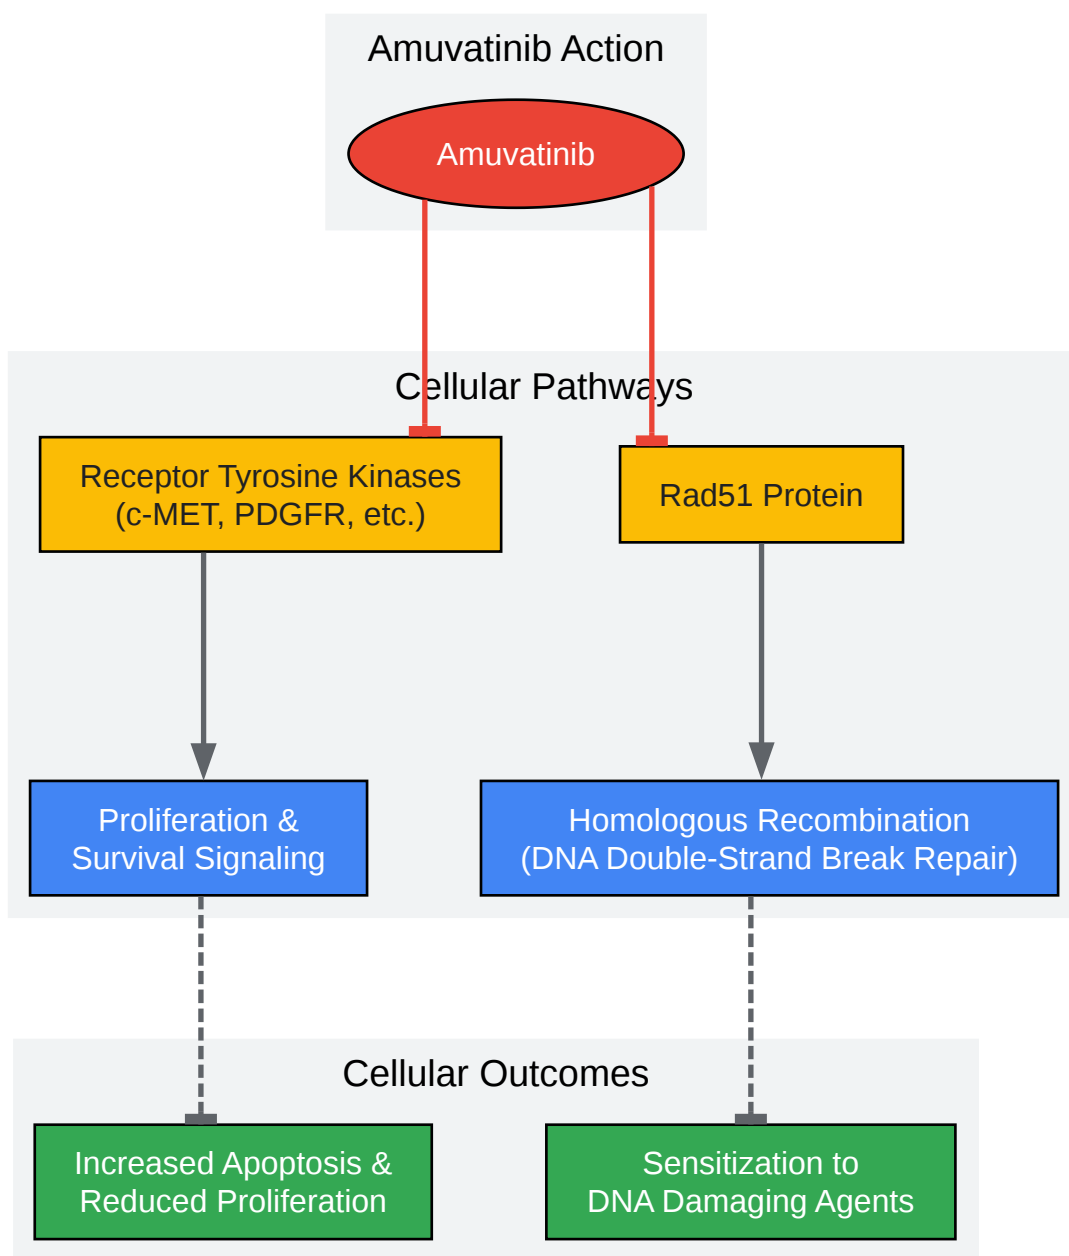 Amuvatinib Action
Amuvatinib
Cellular Pathways
Receptor Tyrosine Kinases
(c-MET, PDGFR, etc.)
Rad51 Protein
Proliferation &
Survival Signaling
Homologous Recombination
(DNA Double-Strand Break Repair)
Cellular Outcomes
Increased Apoptosis &
Reduced Proliferation
Sensitization to
DNA Damaging Agents